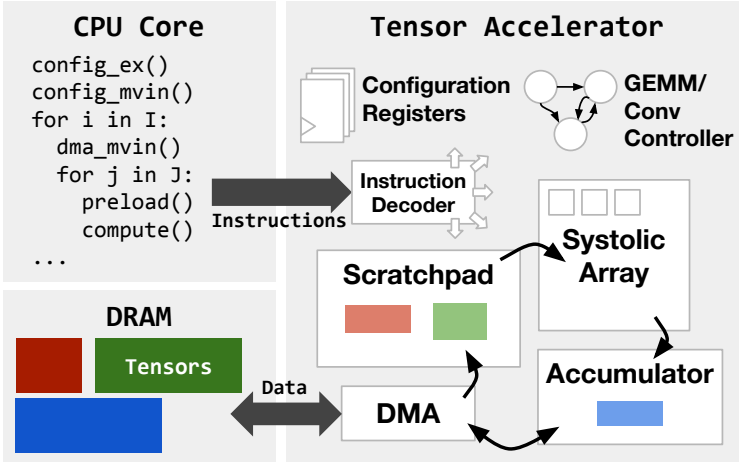 CPU Core
config_ex()
config_mvin()
for i in I:
  dma_mvin()
  for j in J:
    preload()
    compute()
...
Instructions
DRAM
Tensors
Data
Tensor Accelerator
Configuration
Registers
GEMM/
Conv
Controller
Instruction
Decoder
Scratchpad
Systolic
Array
DMA
Accumulator